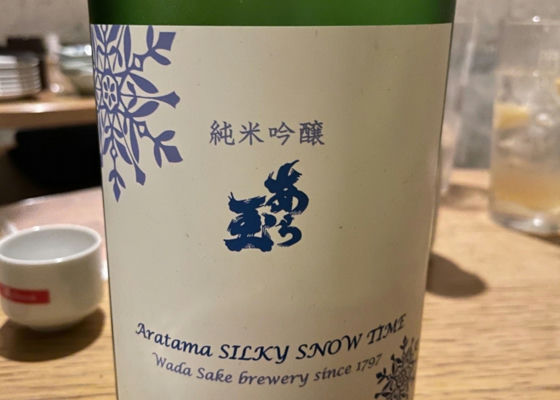 純米吟醸
あら玉
Aratama SILKY SNOW TIME
Wada Sake brewery since 1797